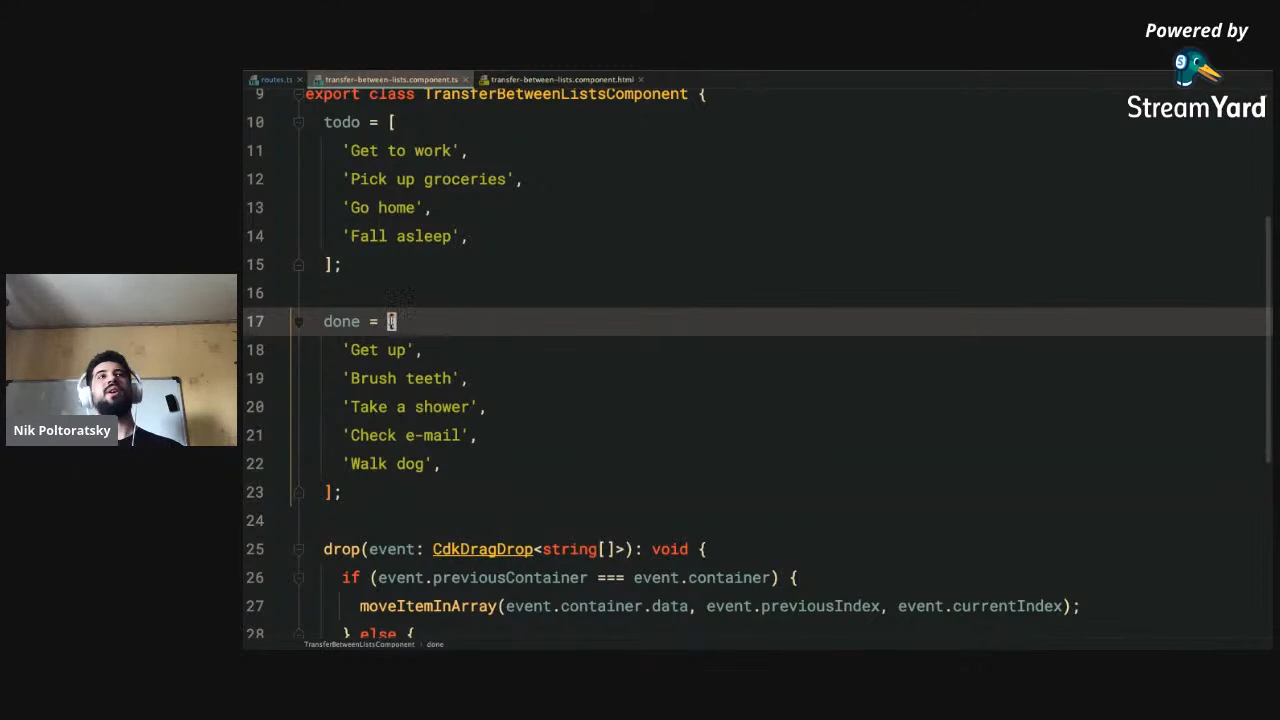 Powered by
StreamYard
routes.ts
transfer-between-lists.component.ts
transfer-between-lists.component.html
9 export class TransferBetweenListsComponent {
10 todo = [
11 'Get to work',
12 'Pick up groceries',
13 'Go home',
14 'Fall asleep',
15 ];
16
17 done = [
18 'Get up',
19 'Brush teeth',
20 'Take a shower',
21 'Check e-mail',
22 'Walk dog',
23 ];
24
25 drop(event: CdkDragDrop<string[]>): void {
26 if (event.previousContainer === event.container) {
27 moveItemInArray(event.container.data, event.previousIndex, event.currentIndex);
28 } else {
TransferBetweenListsComponent › done
Nik Poltoratsky